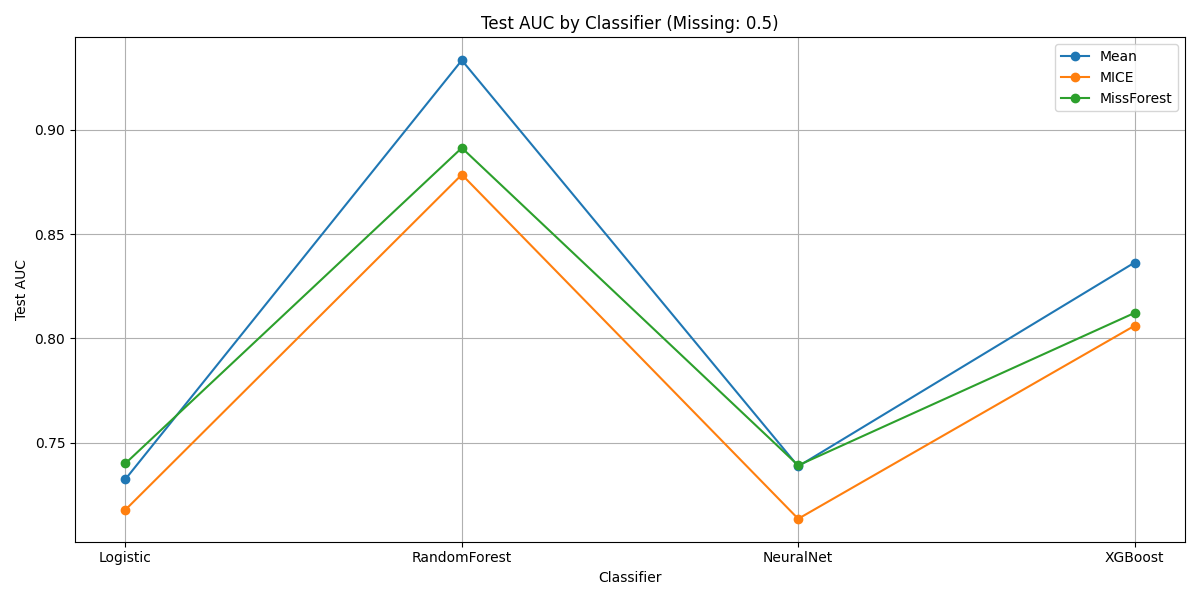 Test AUC by Classifier (Missing: 0.5)
Mean
MICE
MissForest
Test AUC
0.90
0.85
0.80
0.75
Logistic
RandomForest
NeuralNet
XGBoost
Classifier